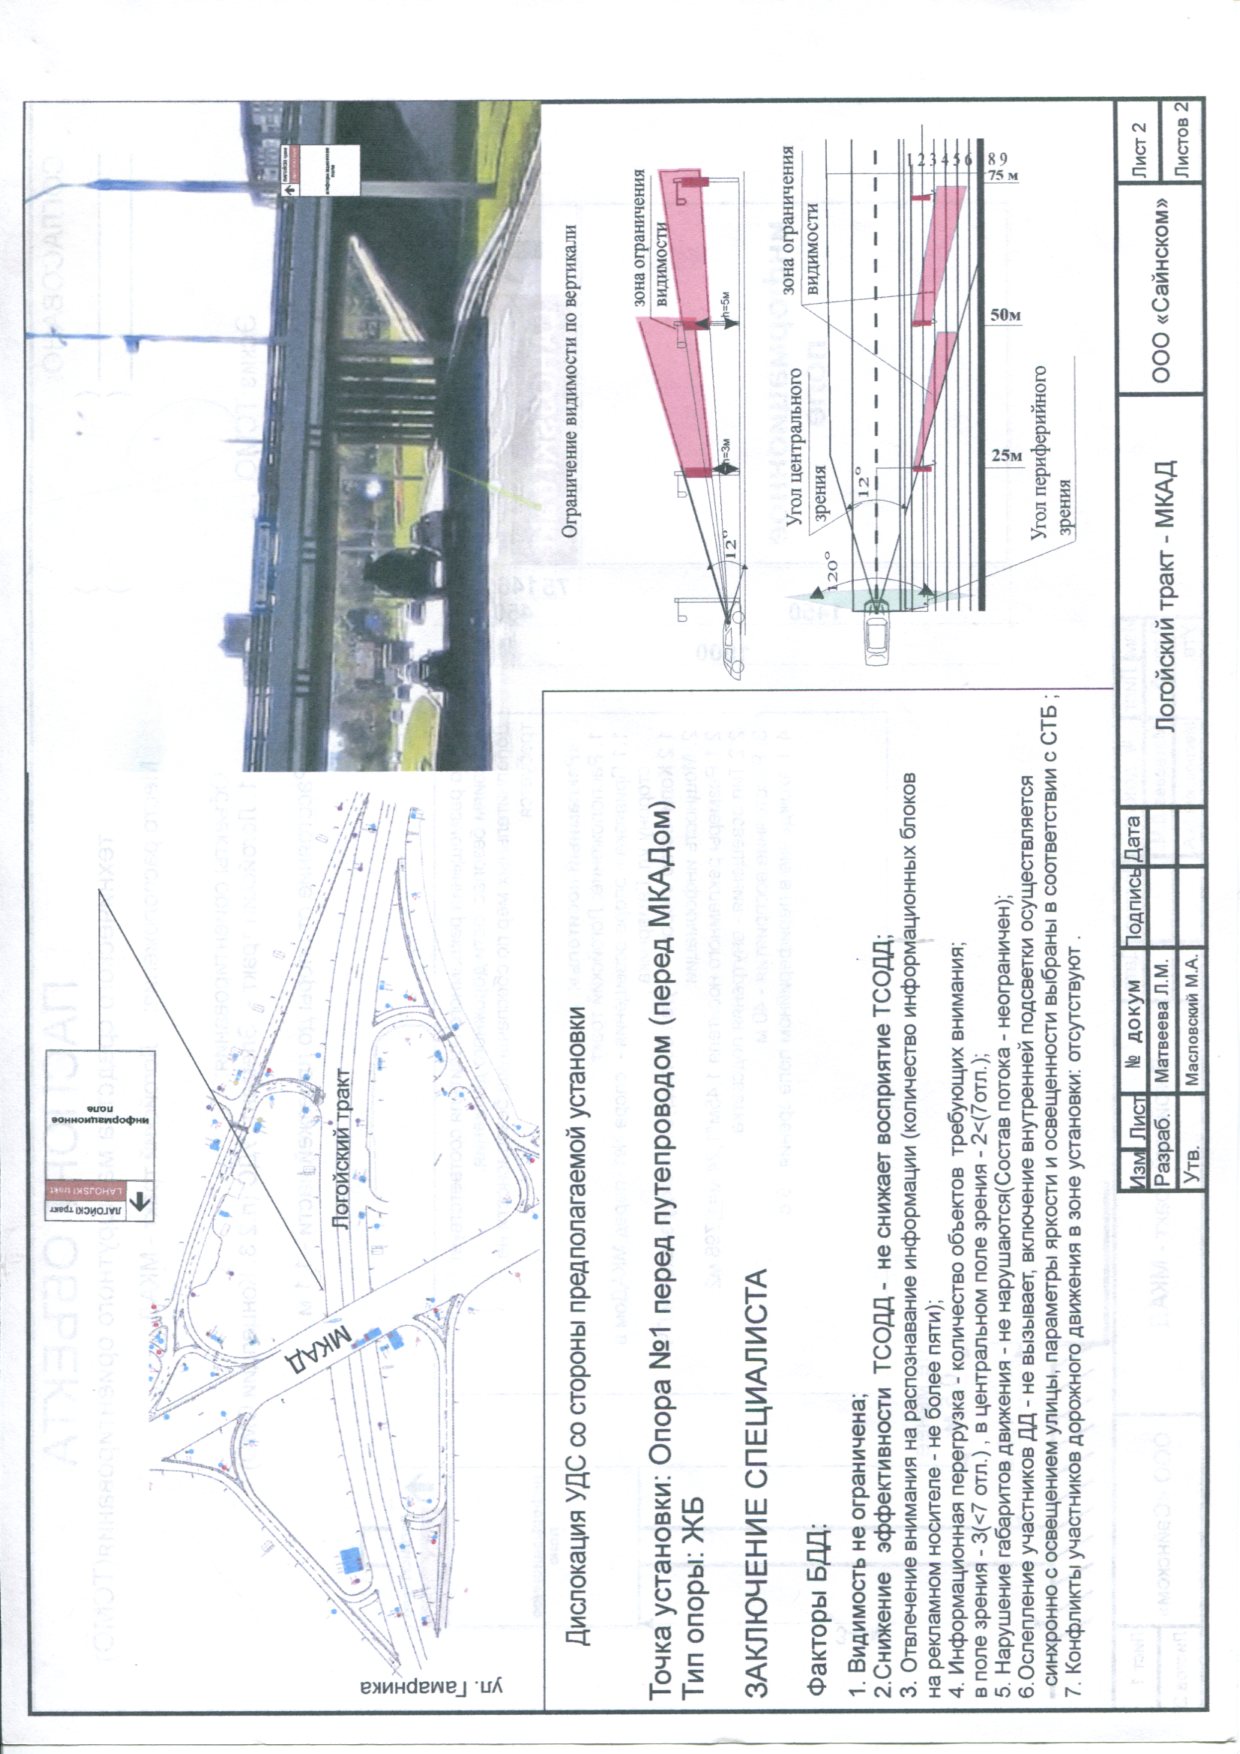 информационное
поле
ЛАГОЙСКI тракт
LAHOJSKI trakt
МКАД
Логойский тракт
ул. Гамарника
информационное
поле
Дислокация УДС со стороны предполагаемой установки
Точка установки: Опора №1 перед путепроводом (перед МКАДом)
Тип опоры: ЖБ
ЗАКЛЮЧЕНИЕ СПЕЦИАЛИСТА
Факторы БДД:
1. Видимость не ограничена;
2.Снижение эффективности ТСОДД - не снижает восприятие ТСОДД;
3. Отвлечение внимания на распознавание информации (количество информационных блоков
на рекламном носителе - не более пяти);
4. Информационная перегрузка - количество объектов требующих внимания;
в поле зрения - 3(<7 отл.) , в центральном поле зрения - 2<(7отл.);
5. Нарушение габаритов движения - не нарушаются(Состав потока - неограничен);
6.Ослепление участников ДД - не вызывает, включение внутренней подсветки осуществляется
синхронно с освещением улицы, параметры яркости и освещенности выбраны в соответствии с СТБ ;
7. Конфликты участников дорожного движения в зоне установки: отсутствуют .
Ограничение видимости по вертикали
зона ограничения
видимости
12°
h=3м
h=5м
зона ограничения
видимости
Угол центрального
зрения
120°
12°
1 2 3 4 5 6 8 9
25м
50м
75 м
Угол периферийного
зрения
Изм Лист № докум Подпись Дата
Разраб. Матвеева Л.М.
Утв. Масловский М.А.
Логойский тракт - МКАД
ООО «Сайнском»
Лист 2
Листов 2